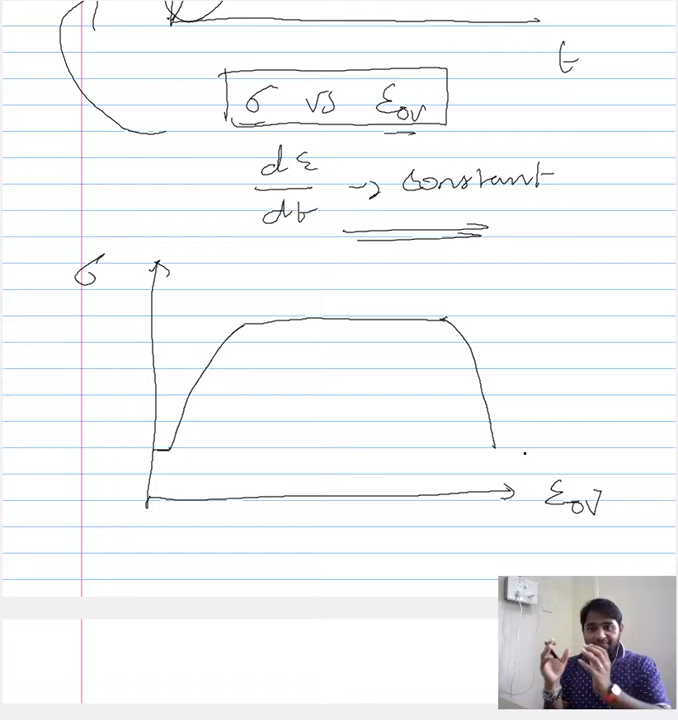 t
σ vs ε_ov
dε/dt → constant
σ
ε_ov